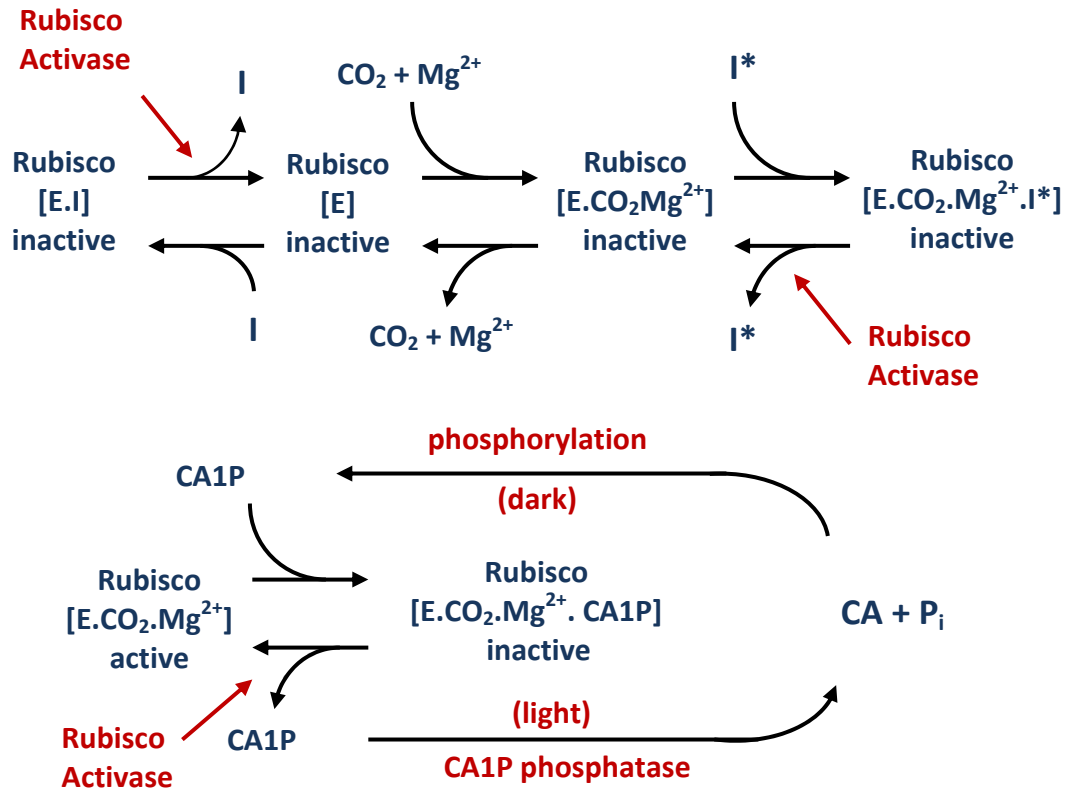 Rubisco
Activase
I
CO₂ + Mg²⁺
I*
Rubisco
[E.I]
inactive
Rubisco
[E]
inactive
Rubisco
[E.CO₂Mg²⁺]
inactive
Rubisco
[E.CO₂.Mg²⁺.I*]
inactive
I
CO₂ + Mg²⁺
I*
Rubisco
Activase
phosphorylation
(dark)
CA1P
Rubisco
[E.CO₂.Mg²⁺]
active
Rubisco
[E.CO₂.Mg²⁺. CA1P]
inactive
CA + Pᵢ
Rubisco
Activase
CA1P
(light)
CA1P phosphatase